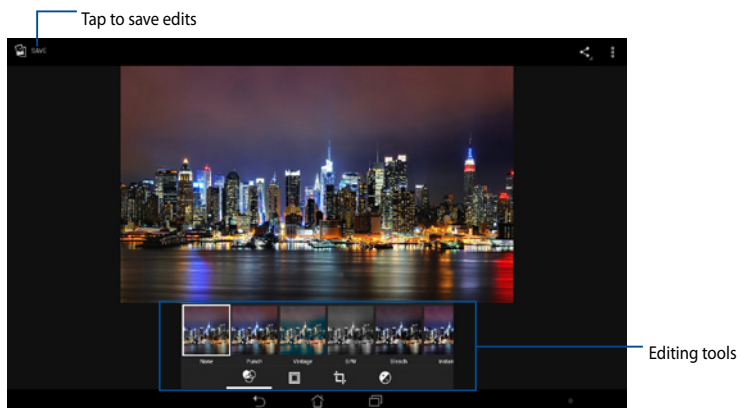 Tap to save edits
SAVE
None Punch Vintage B/W Bleach Instant
Editing tools